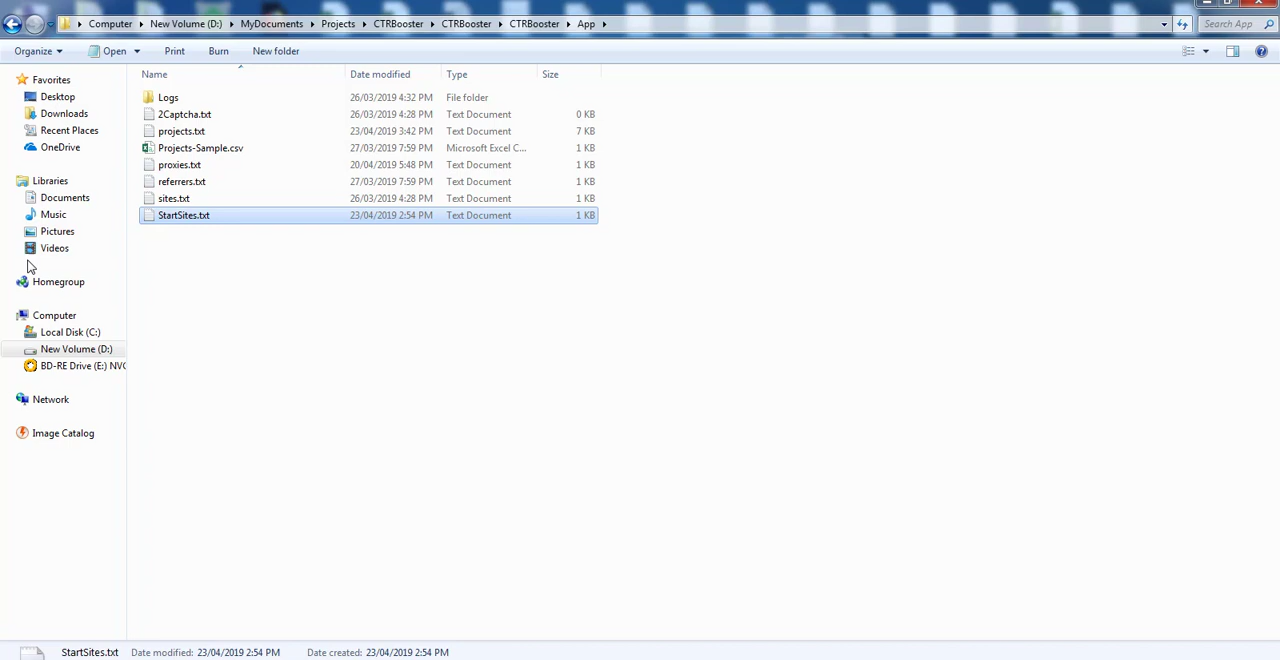 Computer New Volume (D:) MyDocuments Projects CTRBooster CTRBooster CTRBooster App Search App
Organize Open Print Burn New folder
Favorites
Desktop
Downloads
Recent Places
OneDrive
Libraries
Documents
Music
Pictures
Videos
Homegroup
Computer
Local Disk (C:)
New Volume (D:)
BD-RE Drive (E:) NVC
Network
Image Catalog
Name Date modified Type Size
Logs 26/03/2019 4:32 PM File folder
2Captcha.txt 26/03/2019 4:28 PM Text Document 0 KB
projects.txt 23/04/2019 3:42 PM Text Document 7 KB
Projects-Sample.csv 27/03/2019 7:59 PM Microsoft Excel C... 1 KB
proxies.txt 20/04/2019 5:48 PM Text Document 1 KB
referrers.txt 27/03/2019 7:59 PM Text Document 1 KB
sites.txt 26/03/2019 4:28 PM Text Document 1 KB
StartSites.txt 23/04/2019 2:54 PM Text Document 1 KB
StartSites.txt Date modified: 23/04/2019 2:54 PM Date created: 23/04/2019 2:54 PM